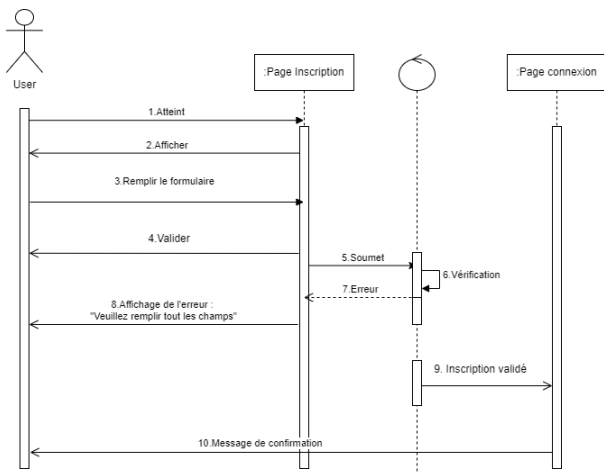 User
:Page Inscription
:Page connexion
1.Atteint
2.Afficher
3.Remplir le formulaire
4.Valider
5.Soumet
6.Vérification
7.Erreur
8.Affichage de l'erreur :
"Veuillez remplir tout les champs"
9. Inscription validé
10.Message de confirmation